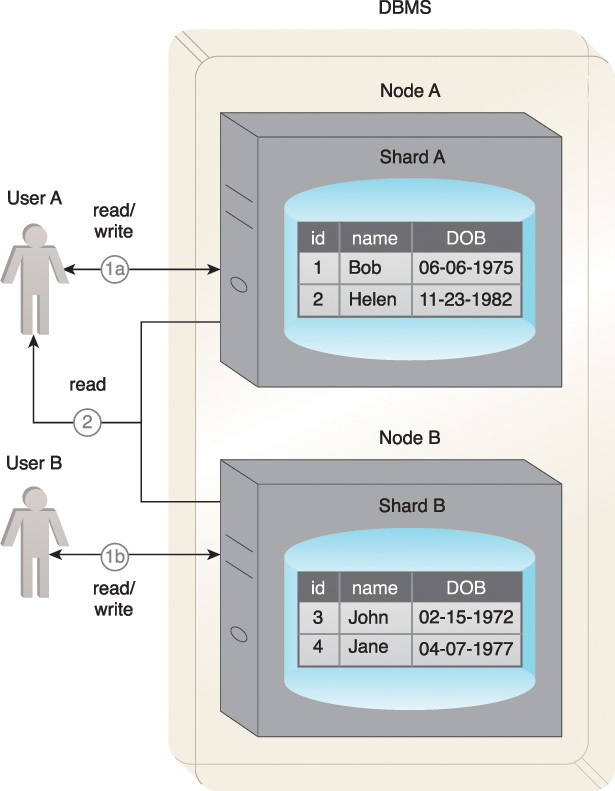 DBMS
Node A
Shard A
User A
read/
write
1a
id name DOB
1 Bob 06-06-1975
2 Helen 11-23-1982
read
2
Node B
User B
Shard B
1b
read/
write
id name DOB
3 John 02-15-1972
4 Jane 04-07-1977